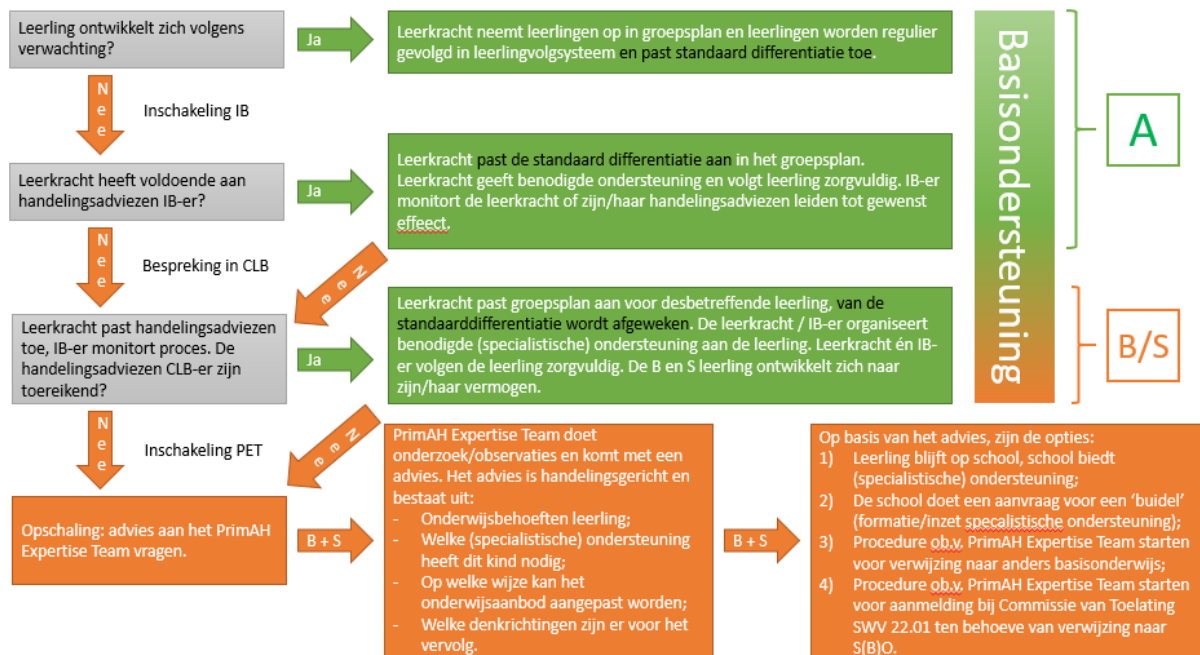 Leerling ontwikkelt zich volgens
verwachting?
Ja
Leerkracht neemt leerlingen op in groepsplan en leerlingen worden regulier
gevolgd in leerlingvolgsysteem en past standaard differentiatie toe.
Nee
Inschakeling IB
Basisondersteuning
A
Leerkracht heeft voldoende aan
handelingsadviezen IB-er?
Ja
Leerkracht past de standaard differentiatie aan in het groepsplan.
Leerkracht geeft benodigde ondersteuning en volgt leerling zorgvuldig. IB-er
monitort de leerkracht of zijn/haar handelingsadviezen leiden tot gewenst
effeect.
Nee
Bespreking in CLB
Nee
Leerkracht past handelingsadviezen
toe, IB-er monitort proces. De
handelingsadviezen CLB-er zijn
toereikend?
Ja
Leerkracht past groepsplan aan voor desbetreffende leerling, van de
standaarddifferentiatie wordt afgeweken. De leerkracht / IB-er organiseert
benodigde (specialistische) ondersteuning aan de leerling. Leerkracht én IB-
er volgen de leerling zorgvuldig. De B en S leerling ontwikkelt zich naar
zijn/haar vermogen.
B/S
Nee
Inschakeling PET
Nee
Opschaling: advies aan het PrimAH
Expertise Team vragen.
B + S
PrimAH Expertise Team doet
onderzoek/observaties en komt met een
advies. Het advies is handelingsgericht en
bestaat uit:
- Onderwijsbehoeften leerling;
- Welke (specialistische) ondersteuning
heeft dit kind nodig;
- Op welke wijze kan het
onderwijsaanbod aangepast worden;
- Welke denkrichtingen zijn er voor het
vervolg.
B + S
Op basis van het advies, zijn de opties:
1) Leerling blijft op school, school biedt
(specialistische) ondersteuning;
2) De school doet een aanvraag voor een ‘buidel’
(formatie/inzet specalistische ondersteuning);
3) Procedure ob.v. PrimAH Expertise Team starten
voor verwijzing naar anders basisonderwijs;
4) Procedure ob.v. PrimAH Expertise Team starten
voor aanmelding bij Commissie van Toelating
SWV 22.01 ten behoeve van verwijzing naar
S(B)O.